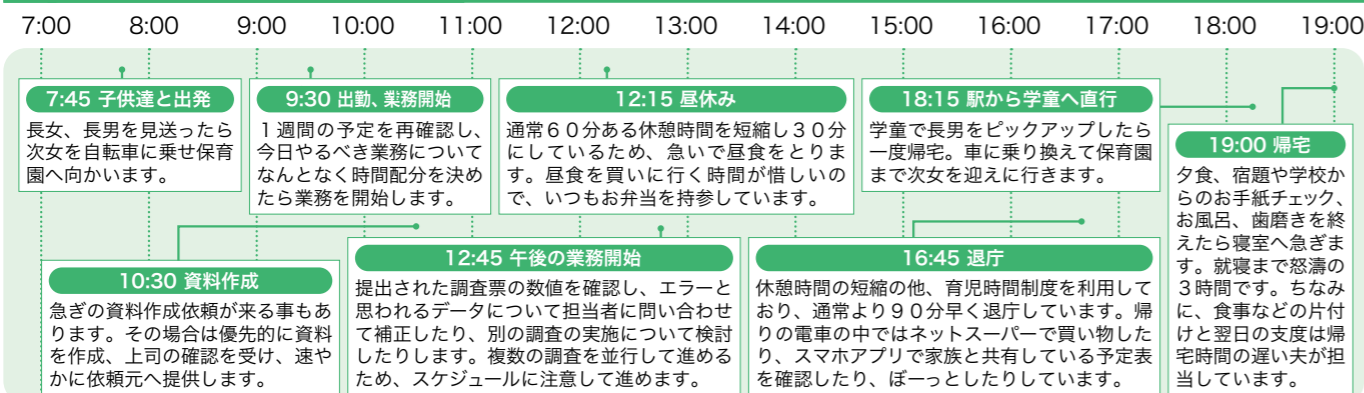 7:00 8:00 9:00 10:00 11:00 12:00 13:00 14:00 15:00 16:00 17:00 18:00 19:00
7:45 子供達と出発
長女、長男を見送ったら
次女を自転車に乗せ保育
園へ向かいます。
9:30 出勤、業務開始
１週間の予定を再確認し、
今日やるべき業務について
なんとなく時間配分を決め
たら業務を開始します。
12:15 昼休み
通常６０分ある休憩時間を短縮し３０分
にしているため、急いで昼食をとりま
す。昼食を買いに行く時間が惜しいの
で、いつもお弁当を持参しています。
18:15 駅から学童へ直行
学童で長男をピックアップしたら
一度帰宅。車に乗り換えて保育園
まで次女を迎えに行きます。
19:00 帰宅
夕食、宿題や学校か
らのお手紙チェック、
お風呂、歯磨きを終
えたら寝室へ急ぎま
す。就寝まで怒濤の
３時間です。ちなみ
に、食事などの片付
けと翌日の支度は帰
宅時間の遅い夫が担
当しています。
10:30 資料作成
急ぎの資料作成依頼が来る事もあ
ります。その場合は優先的に資料
を作成、上司の確認を受け、速や
かに依頼元へ提供します。
12:45 午後の業務開始
提出された調査票の数値を確認し、エラーと
思われるデータについて担当者に問い合わせ
て補正したり、別の調査の実施について検討
したりします。複数の調査を並行して進める
ため、スケジュールに注意して進めます。
16:45 退庁
休憩時間の短縮の他、育児時間制度を利用して
おり、通常より９０分早く退庁しています。帰
りの電車の中ではネットスーパーで買い物した
り、スマホアプリで家族と共有している予定表
を確認したり、ぼーっとしたりしています。